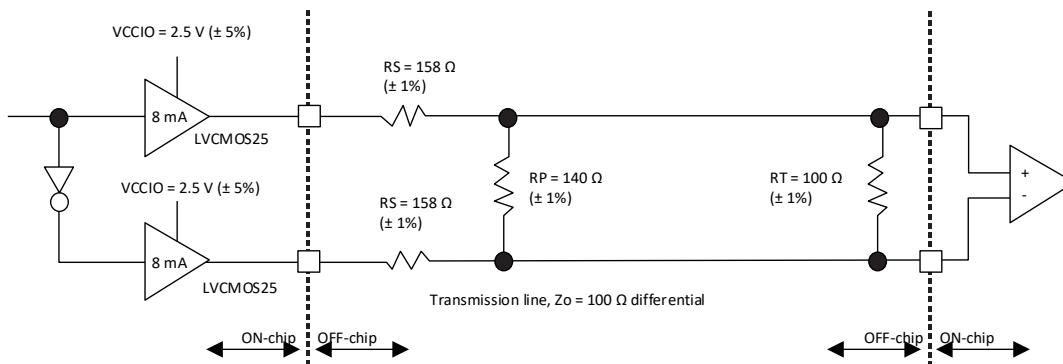 VCCIO = 2.5 V (± 5%)
RS = 158 Ω
(± 1%)
8 mA
LVCMOS25
VCCIO = 2.5 V (± 5%)
RP = 140 Ω
(± 1%)
RT = 100 Ω
(± 1%)
+
-
RS = 158 Ω
(± 1%)
8 mA
LVCMOS25
Transmission line, Zo = 100 Ω differential
ON-chip
OFF-chip
OFF-chip
ON-chip